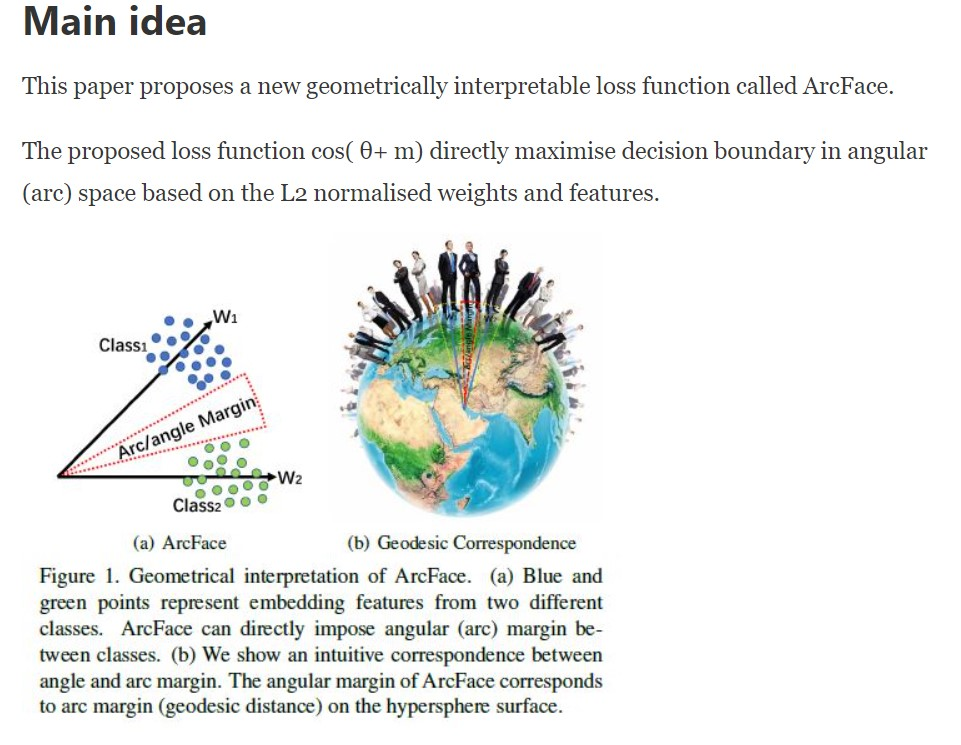 Main idea
This paper proposes a new geometrically interpretable loss function called ArcFace.
The proposed loss function cos( θ+ m) directly maximise decision boundary in angular
(arc) space based on the L2 normalised weights and features.
W1
Class1
Arc/angle Margin
W2
Class2
(a) ArcFace
(b) Geodesic Correspondence
Figure 1. Geometrical interpretation of ArcFace. (a) Blue and
green points represent embedding features from two different
classes. ArcFace can directly impose angular (arc) margin be-
tween classes. (b) We show an intuitive correspondence between
angle and arc margin. The angular margin of ArcFace corresponds
to arc margin (geodesic distance) on the hypersphere surface.